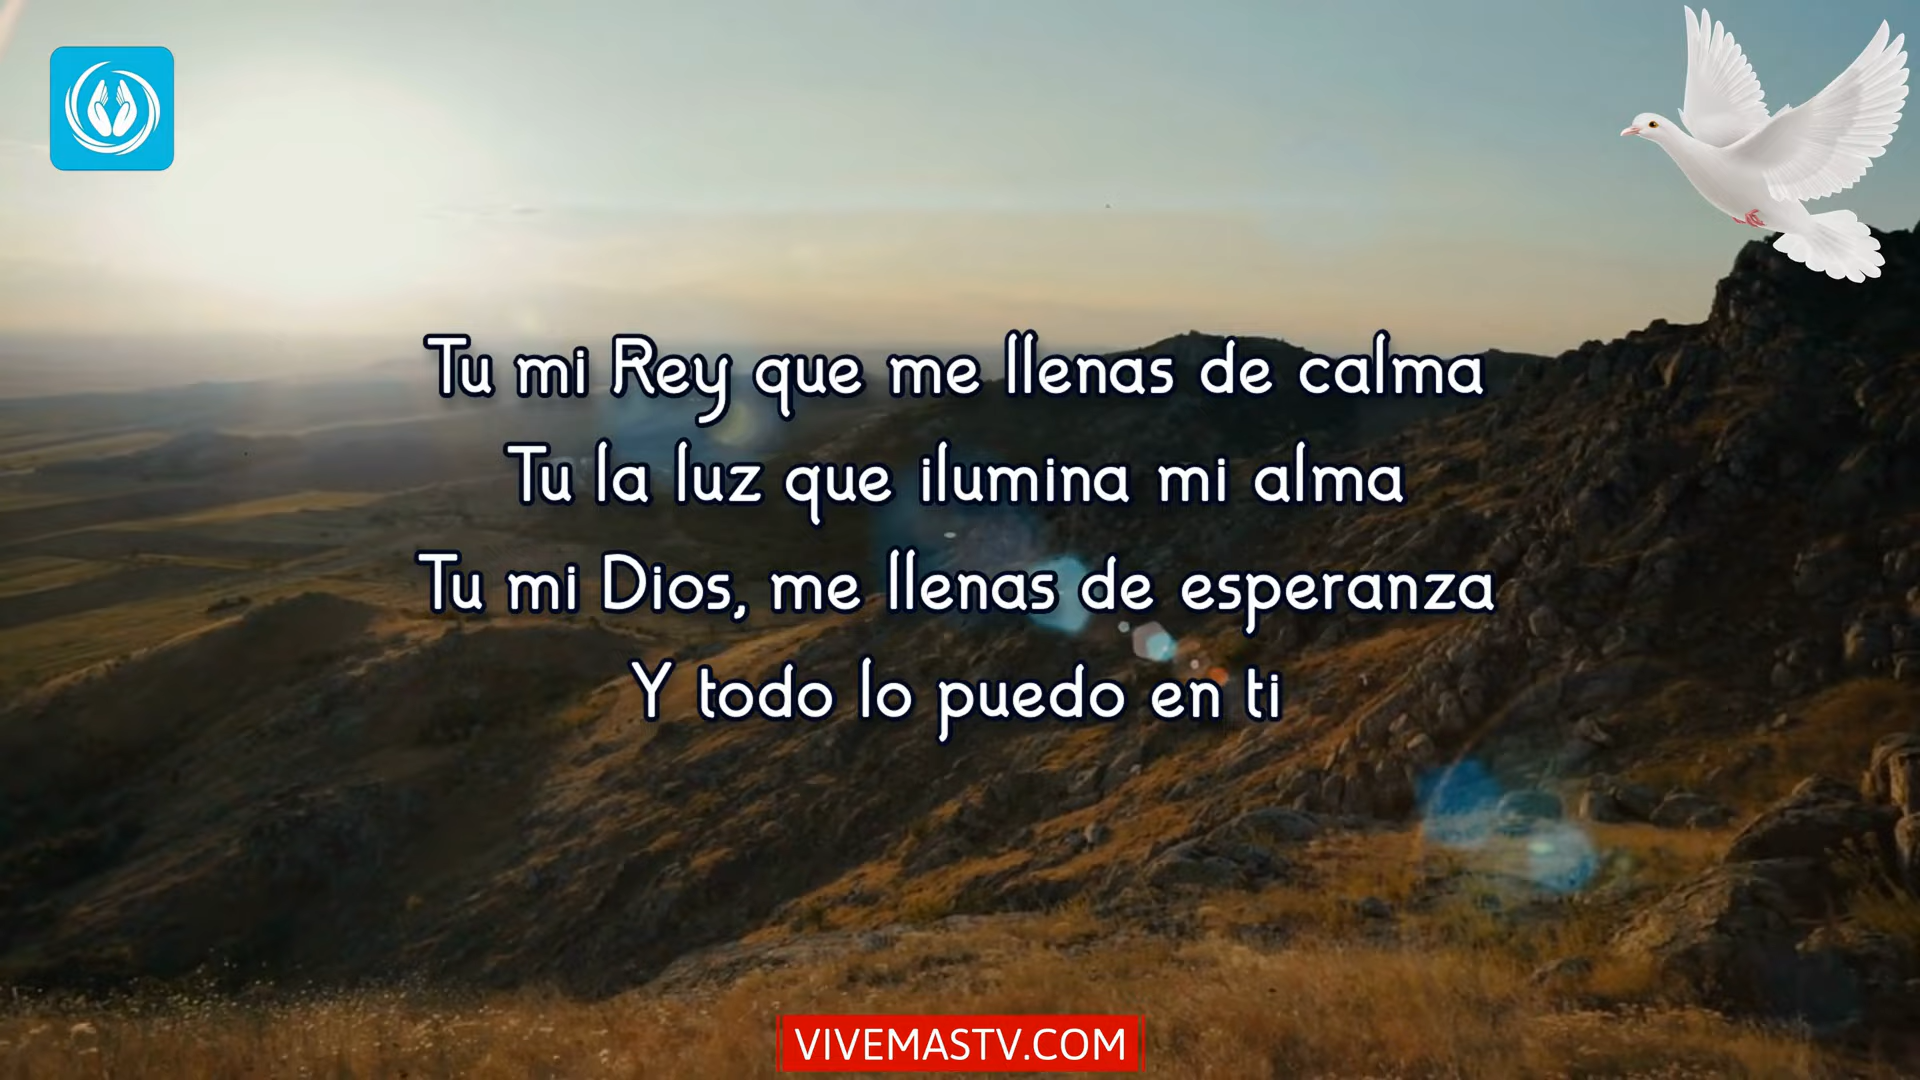 Tu mi Rey que me llenas de calma
Tu la luz que ilumina mi alma
Tu mi Dios, me llenas de esperanza
Y todo lo puedo en ti
VIVEMASTV.COM